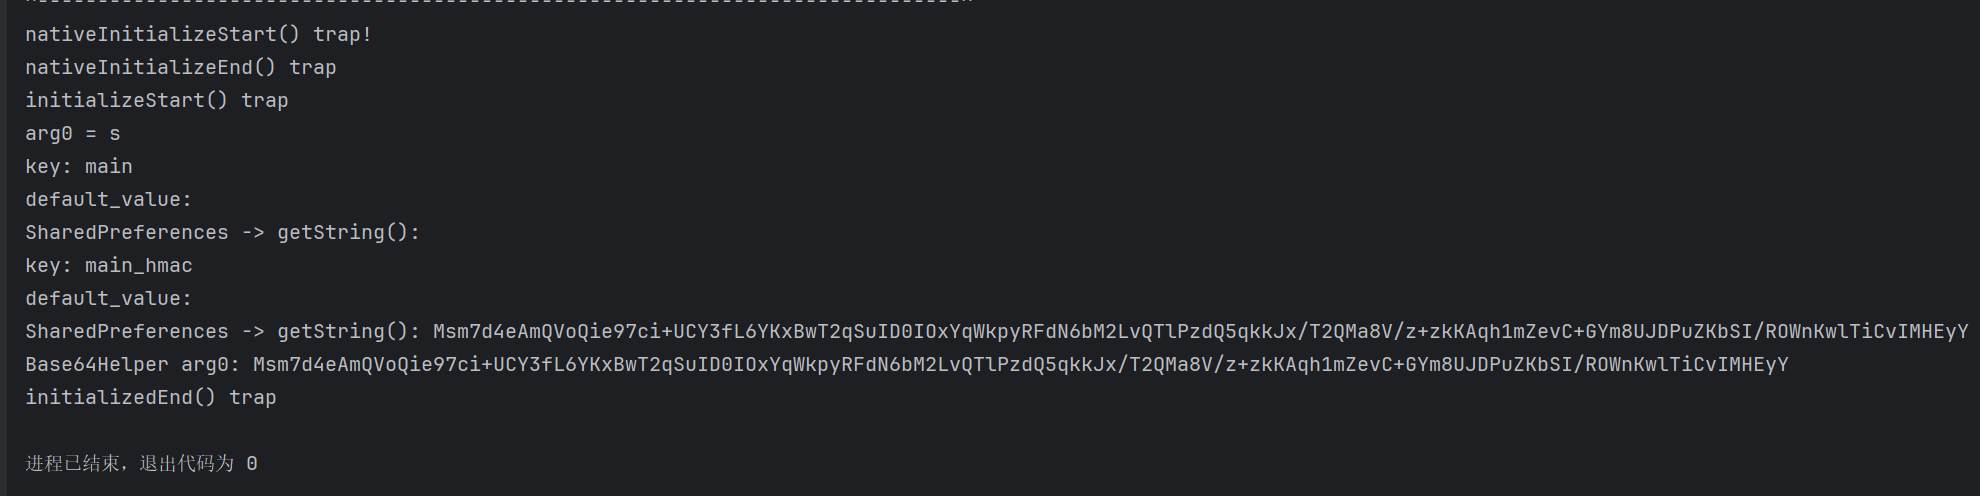 nativeInitializeStart() trap!
nativeInitializeEnd() trap
initializeStart() trap
arg0 = s
key: main
default_value:
SharedPreferences -> getString():
key: main_hmac
default_value:
SharedPreferences -> getString(): Msm7d4eAmQVoQie97ci+UCY3fL6YKxBwT2qSuID0IOxYqWkpyRFdN6bM2LvQTlPzdQ5qkkJx/T2QMa8V/z+zkKAqh1mZevC+GYm8UJDPuZKbSI/ROWnKwlTiCvIMHEyY
Base64Helper arg0: Msm7d4eAmQVoQie97ci+UCY3fL6YKxBwT2qSuID0IOxYqWkpyRFdN6bM2LvQTlPzdQ5qkkJx/T2QMa8V/z+zkKAqh1mZevC+GYm8UJDPuZKbSI/ROWnKwlTiCvIMHEyY
initializedEnd() trap
进程已结束，退出代码为 0